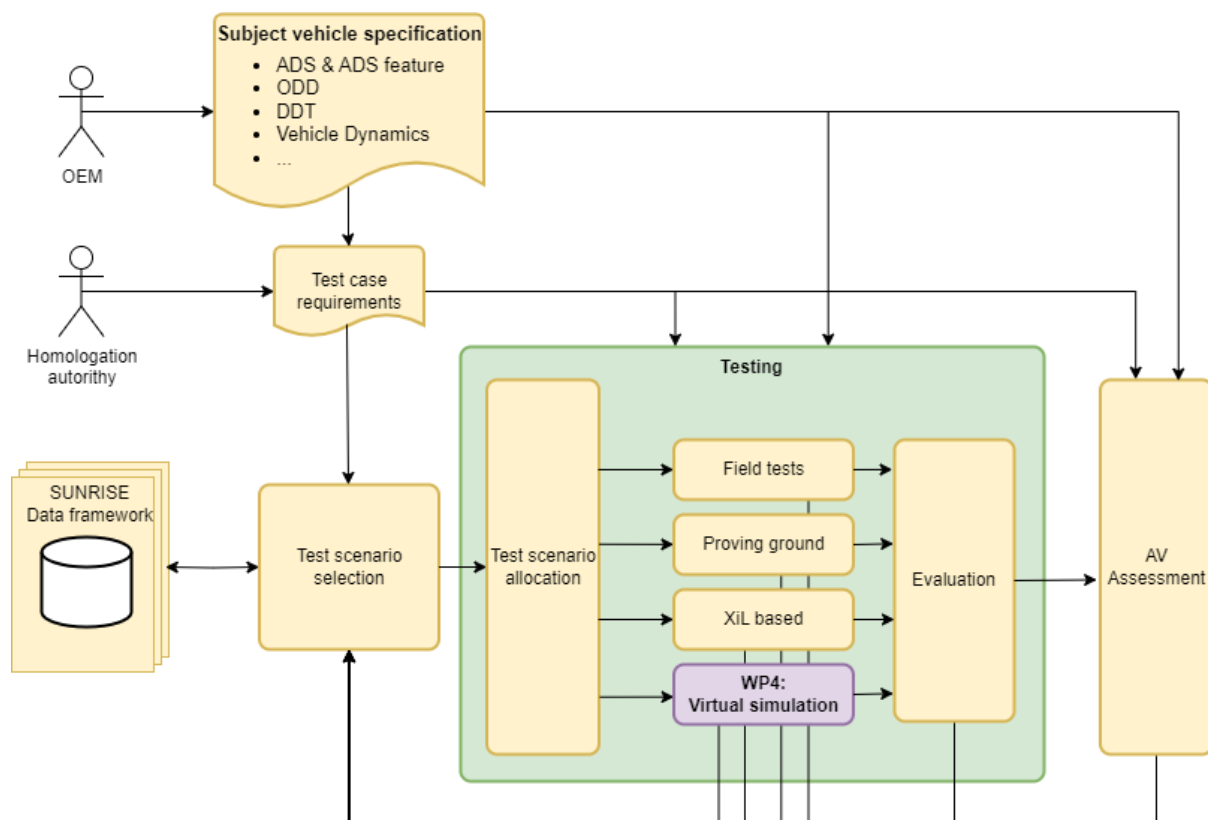 Subject vehicle specification
• ADS & ADS feature
• ODD
• DDT
• Vehicle Dynamics
• ...
OEM
Test case
requirements
Homologation
autorithy
Testing
SUNRISE
Data framework
Test scenario
selection
Test scenario
allocation
Field tests
Proving ground
XiL based
WP4:
Virtual simulation
Evaluation
AV
Assessment